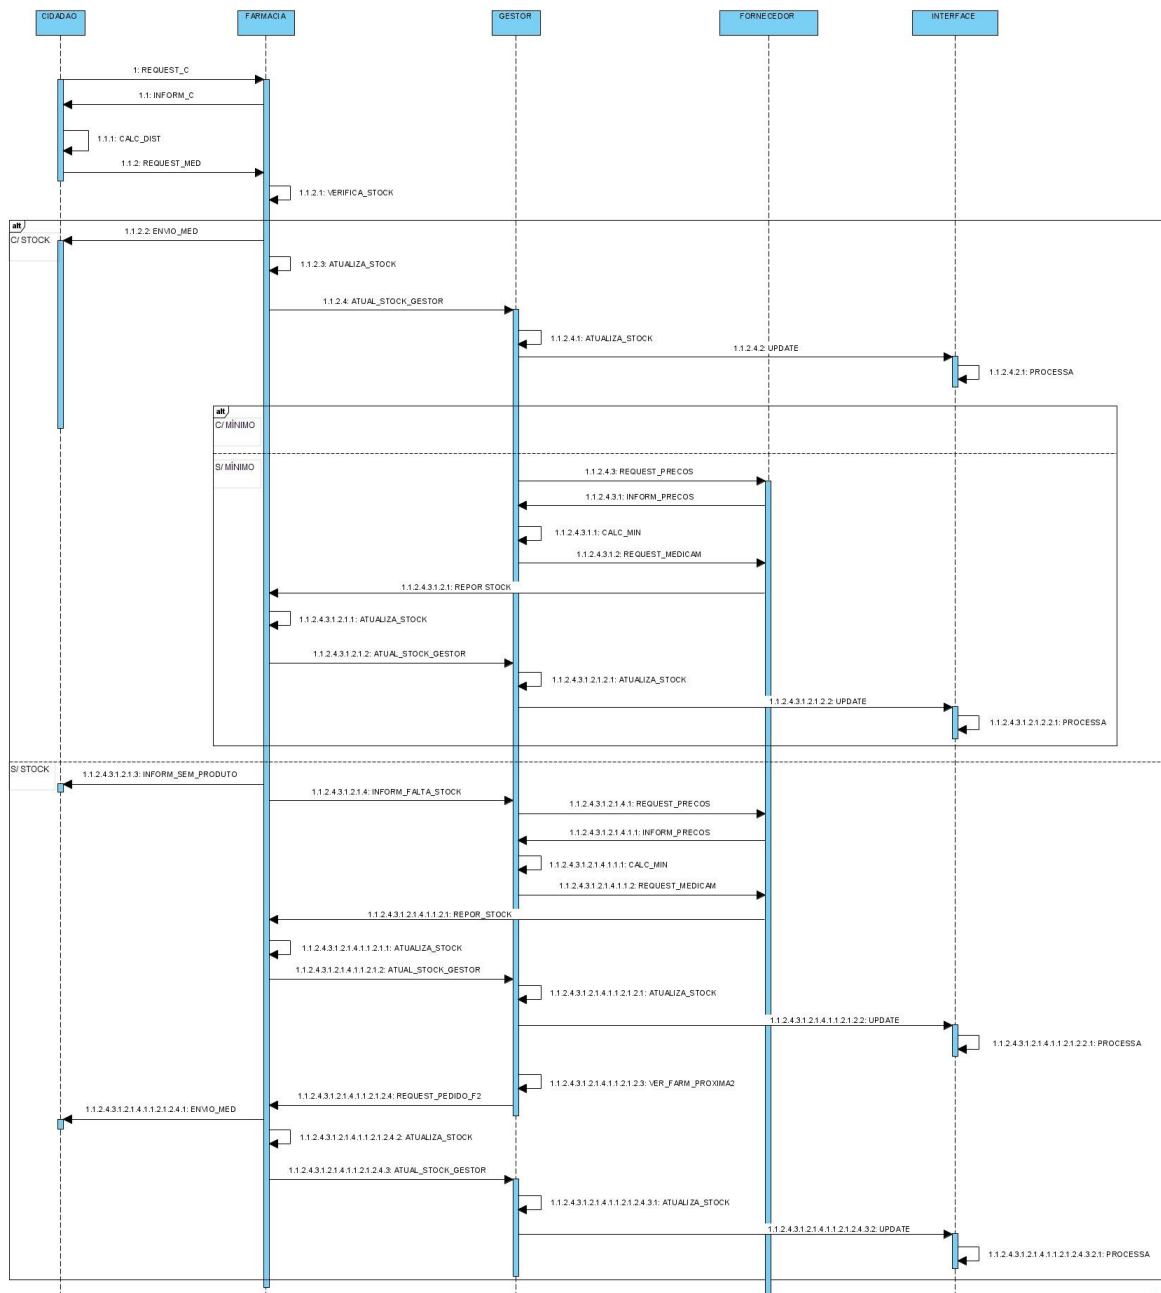 CIDADAO
FARMACIA
GESTOR
FORNECEDOR
INTERFACE
1: REQUEST_C
1.1: INFORM_C
1.1.1: CALC_DIST
1.1.2: REQUEST_MED
1.1.2.1: VERIFICA_STOCK
alt
C/ STOCK
1.1.2.2: ENVIO_MED
1.1.2.3: ATUALIZA_STOCK
1.1.2.4: ATUAL_STOCK_GESTOR
1.1.2.4.1: ATUALIZA_STOCK
1.1.2.4.2: UPDATE
1.1.2.4.2.1: PROCESSA
alt
C/ MÍNIMO
S/ MÍNIMO
1.1.2.4.3: REQUEST_PRECOS
1.1.2.4.3.1: INFORM_PRECOS
1.1.2.4.3.1.1: CALC_MIN
1.1.2.4.3.1.2: REQUEST_MEDICAM
1.1.2.4.3.1.2.1: REPOR STOCK
1.1.2.4.3.1.2.1.1: ATUALIZA_STOCK
1.1.2.4.3.1.2.1.2: ATUAL_STOCK_GESTOR
1.1.2.4.3.1.2.1.2.1: ATUALIZA_STOCK
1.1.2.4.3.1.2.1.2.2: UPDATE
1.1.2.4.3.1.2.1.2.2.1: PROCESSA
S/ STOCK
1.1.2.4.3.1.2.1.3: INFORM_SEM_PRODUTO
1.1.2.4.3.1.2.1.4: INFORM_FALTA_STOCK
1.1.2.4.3.1.2.1.4.1: REQUEST_PRECOS
1.1.2.4.3.1.2.1.4.1.1: INFORM_PRECOS
1.1.2.4.3.1.2.1.4.1.1.1: CALC_MIN
1.1.2.4.3.1.2.1.4.1.1.2: REQUEST_MEDICAM
1.1.2.4.3.1.2.1.4.1.1.2.1: REPOR_STOCK
1.1.2.4.3.1.2.1.4.1.1.2.1.1: ATUALIZA_STOCK
1.1.2.4.3.1.2.1.4.1.1.2.1.2: ATUAL_STOCK_GESTOR
1.1.2.4.3.1.2.1.4.1.1.2.1.2.1: ATUALIZA_STOCK
1.1.2.4.3.1.2.1.4.1.1.2.1.2.2: UPDATE
1.1.2.4.3.1.2.1.4.1.1.2.1.2.2.1: PROCESSA
1.1.2.4.3.1.2.1.4.1.1.2.1.2.3: VER_FARM_PROXIMA2
1.1.2.4.3.1.2.1.4.1.1.2.1.2.4: REQUEST_PEDIDO_F2
1.1.2.4.3.1.2.1.4.1.1.2.1.2.4.1: ENVIO_MED
1.1.2.4.3.1.2.1.4.1.1.2.1.2.4.2: ATUALIZA_STOCK
1.1.2.4.3.1.2.1.4.1.1.2.1.2.4.3: ATUAL_STOCK_GESTOR
1.1.2.4.3.1.2.1.4.1.1.2.1.2.4.3.1: ATUALIZA_STOCK
1.1.2.4.3.1.2.1.4.1.1.2.1.2.4.3.2: UPDATE
1.1.2.4.3.1.2.1.4.1.1.2.1.2.4.3.2.1: PROCESSA